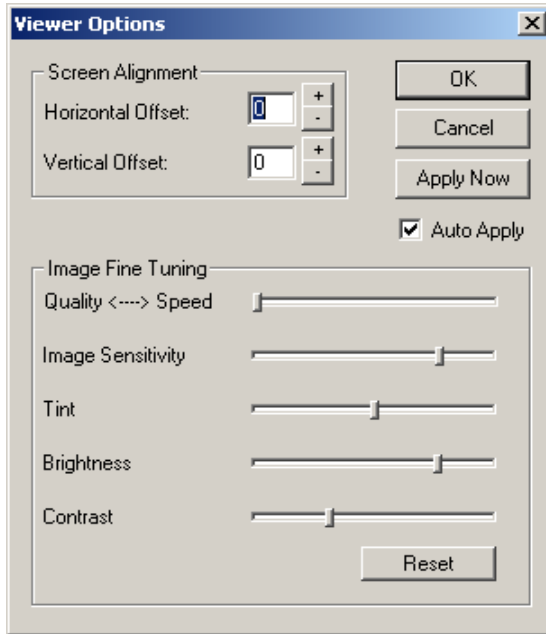 Viewer Options
Screen Alignment
Horizontal Offset: 0 + -
Vertical Offset: 0 + -
OK
Cancel
Apply Now
Auto Apply
Image Fine Tuning
Quality <----> Speed
Image Sensitivity
Tint
Brightness
Contrast
Reset